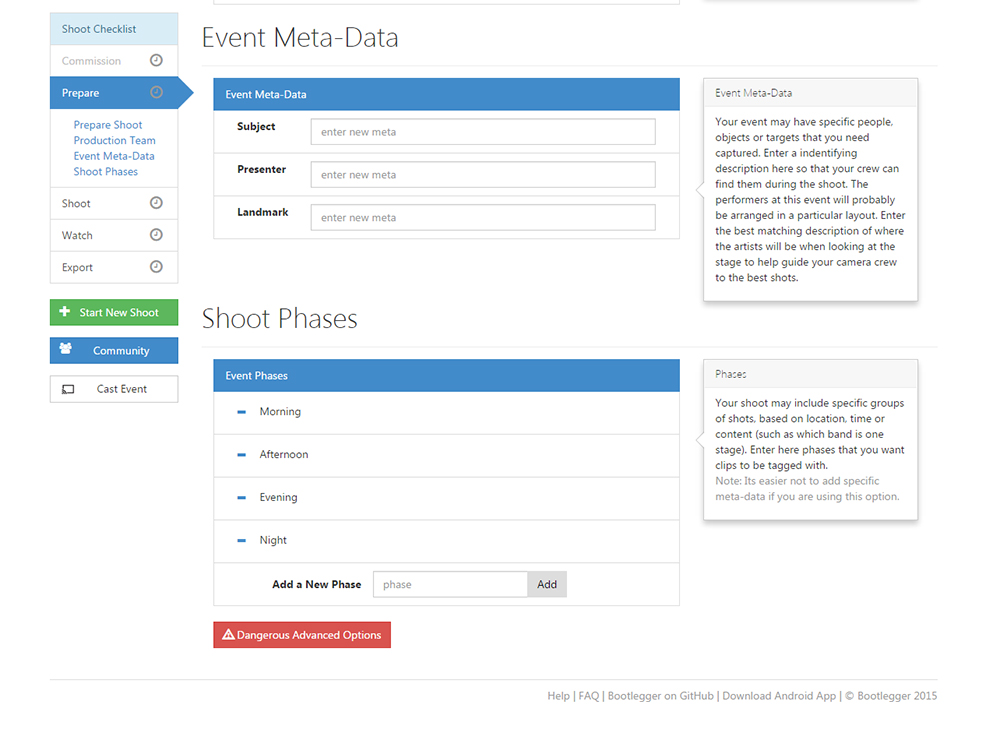 Shoot Checklist
Commission
Prepare
Prepare Shoot
Production Team
Event Meta-Data
Shoot Phases
Shoot
Watch
Export
Start New Shoot
Community
Cast Event
Event Meta-Data
Event Meta-Data
Subject enter new meta
Presenter enter new meta
Landmark enter new meta
Event Meta-Data
Your event may have specific people,
objects or targets that you need
captured. Enter a indentifying
description here so that your crew can
find them during the shoot. The
performers at this event will probably
be arranged in a particular layout. Enter
the best matching description of where
the artists will be when looking at the
stage to help guide your camera crew
to the best shots.
Shoot Phases
Event Phases
Morning
Afternoon
Evening
Night
Add a New Phase phase Add
Phases
Your shoot may include specific groups
of shots, based on location, time or
content (such as which band is one
stage). Enter here phases that you want
clips to be tagged with.
Note: Its easier not to add specific
meta-data if you are using this option.
Dangerous Advanced Options
Help | FAQ | Bootlegger on GitHub | Download Android App | © Bootlegger 2015